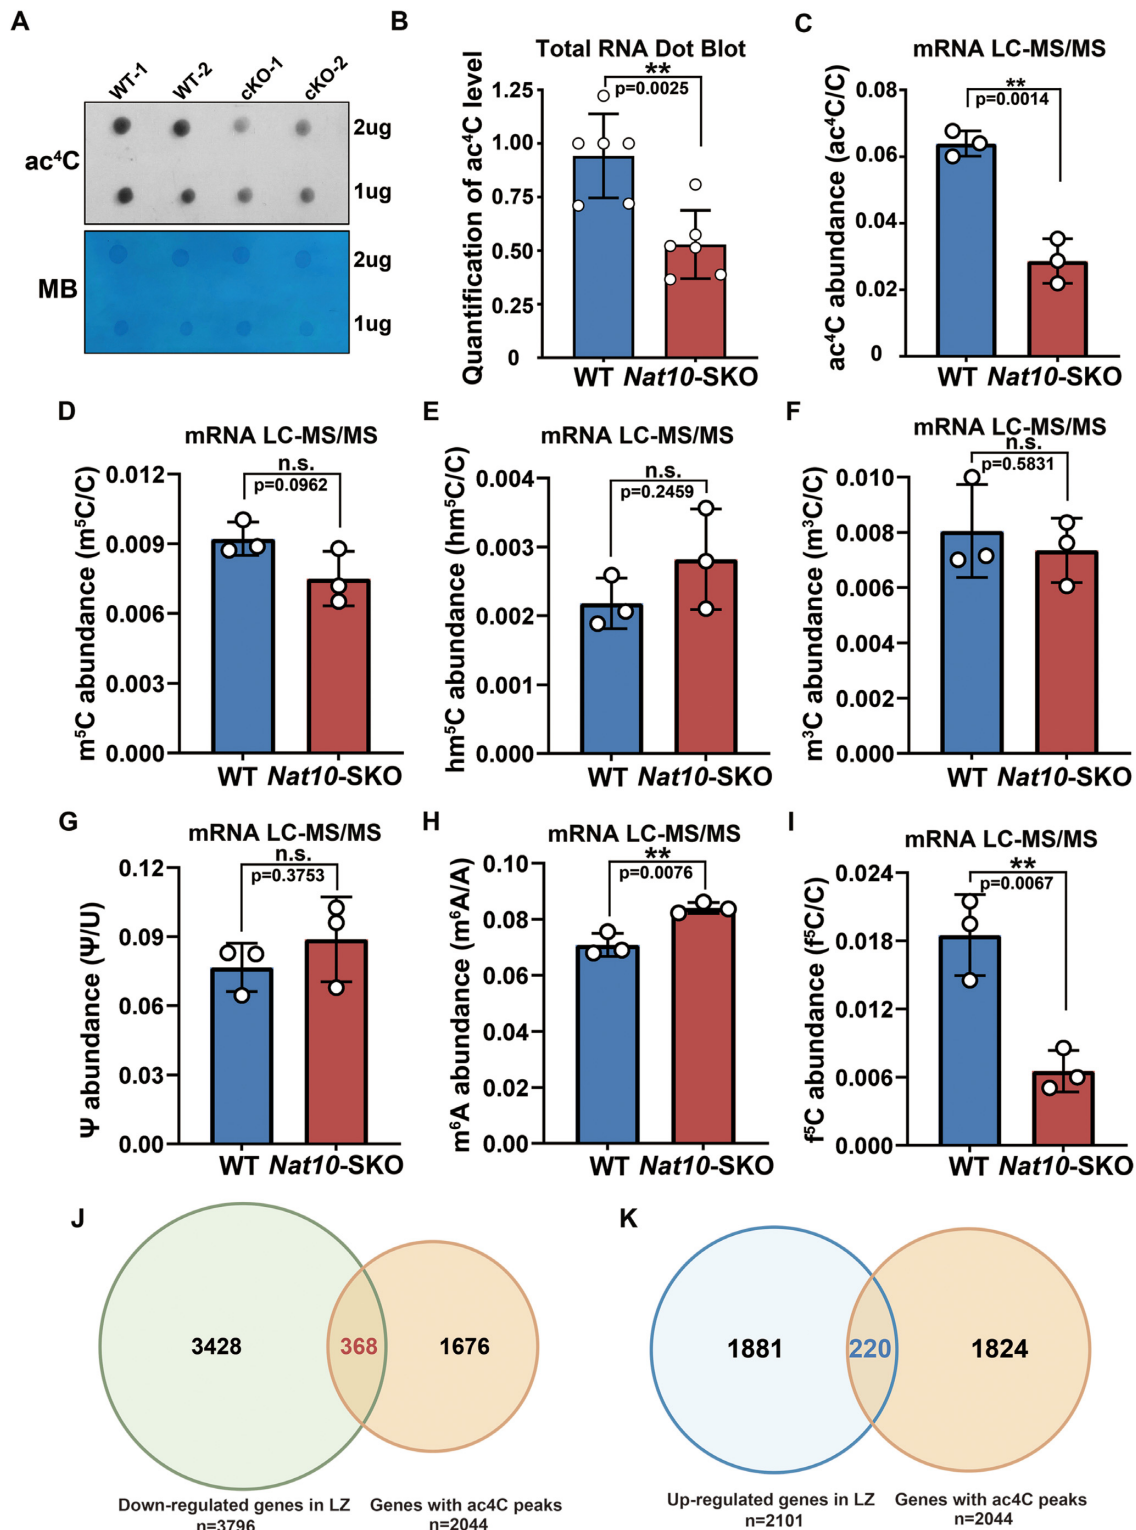 A
WT-1
WT-2
cKO-1
cKO-2
ac⁴C
2ug
1ug
MB
2ug
1ug
B
Total RNA Dot Blot
**
p=0.0025
Quantification of ac⁴C level
1.25
1.00
0.75
0.50
0.25
0
WT
Nat10-SKO
C
mRNA LC-MS/MS
**
p=0.0014
ac⁴C abundance (ac⁴C/C)
0.08
0.06
0.04
0.02
0
WT
Nat10-SKO
D
mRNA LC-MS/MS
n.s.
p=0.0962
m⁵C abundance (m⁵C/C)
0.012
0.009
0.006
0.003
0.000
WT
Nat10-SKO
E
mRNA LC-MS/MS
n.s.
p=0.2459
hm⁵C abundance (hm⁵C/C)
0.004
0.003
0.002
0.001
0.000
WT
Nat10-SKO
F
mRNA LC-MS/MS
n.s.
p=0.5831
m³C abundance (m³C/C)
0.010
0.008
0.006
0.004
0.002
0.000
WT
Nat10-SKO
G
mRNA LC-MS/MS
n.s.
p=0.3753
Ψ abundance (Ψ/U)
0.12
0.09
0.06
0.03
0.00
WT
Nat10-SKO
H
mRNA LC-MS/MS
**
p=0.0076
m⁶A abundance (m⁶A/A)
0.10
0.08
0.06
0.04
0.02
0.00
WT
Nat10-SKO
I
mRNA LC-MS/MS
**
p=0.0067
f⁵C abundance (f⁵C/C)
0.024
0.018
0.012
0.006
0.000
WT
Nat10-SKO
J
3428
368
1676
Down-regulated genes in LZ
n=3796
Genes with ac4C peaks
n=2044
K
1881
220
1824
Up-regulated genes in LZ
n=2101
Genes with ac4C peaks
n=2044